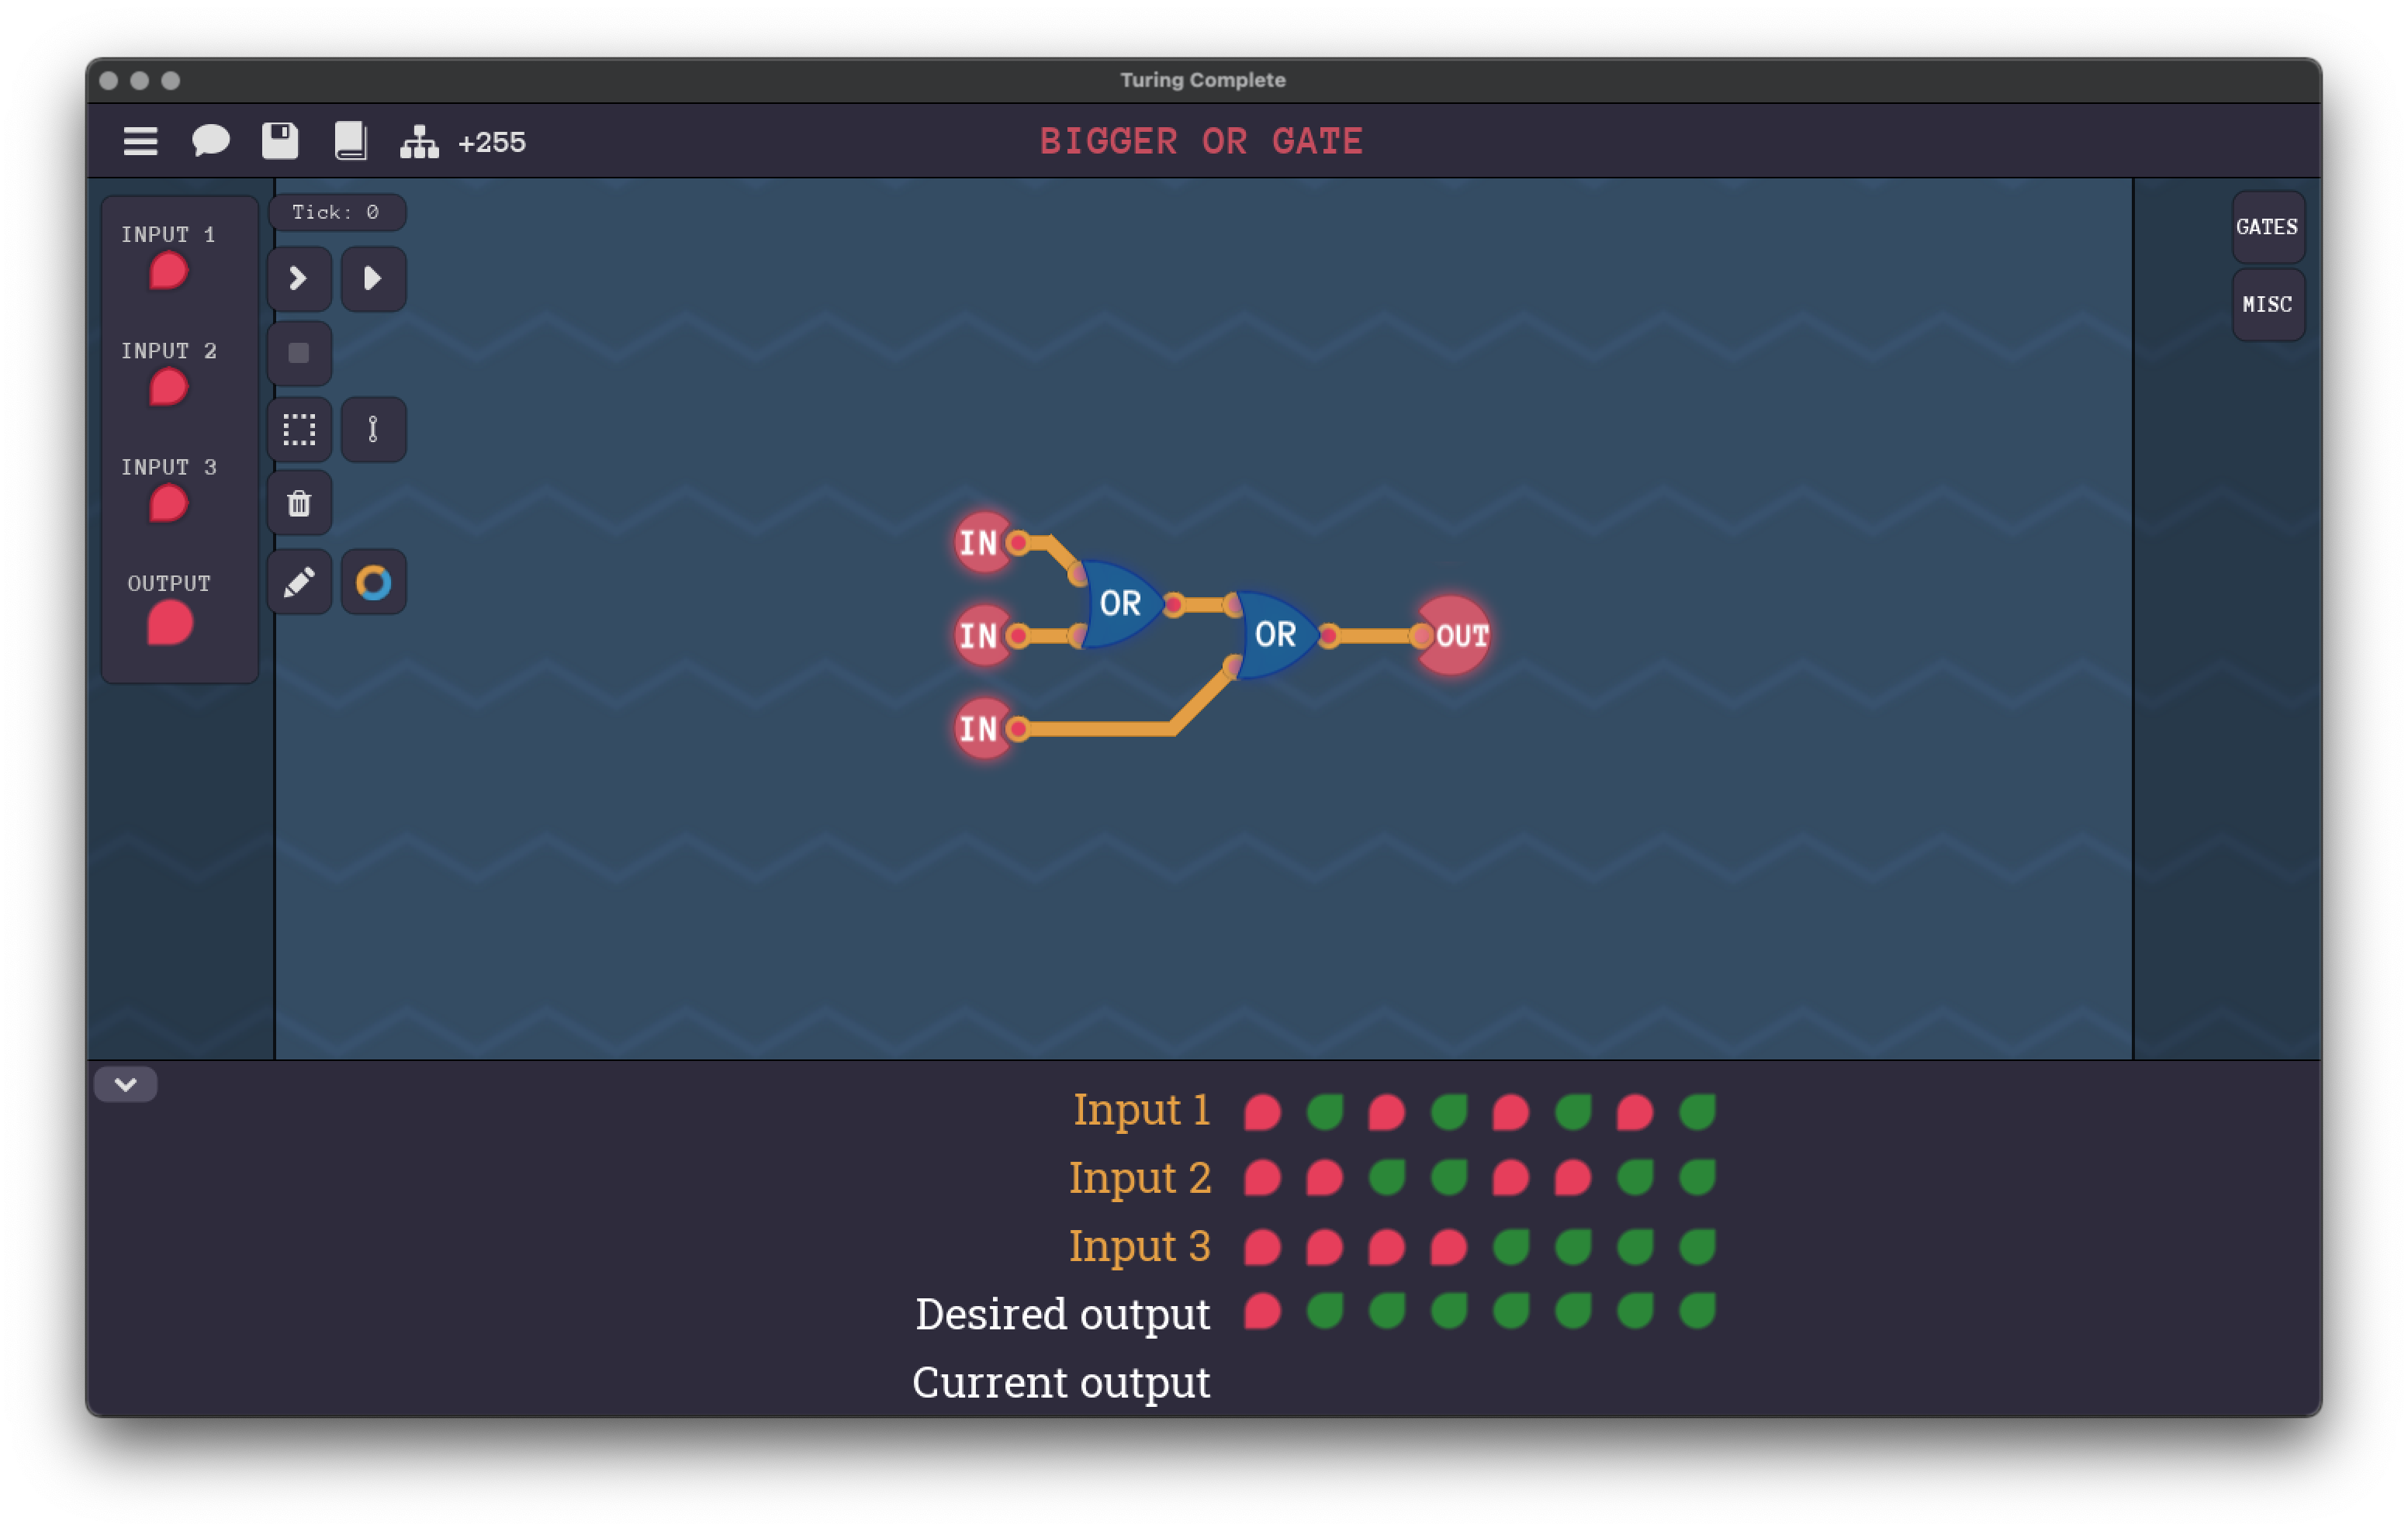 Turing Complete
+255
BIGGER OR GATE
INPUT 1
INPUT 2
INPUT 3
OUTPUT
Tick: 0
GATES
MISC
IN
IN
IN
OR
OR
OUT
Input 1
Input 2
Input 3
Desired output
Current output